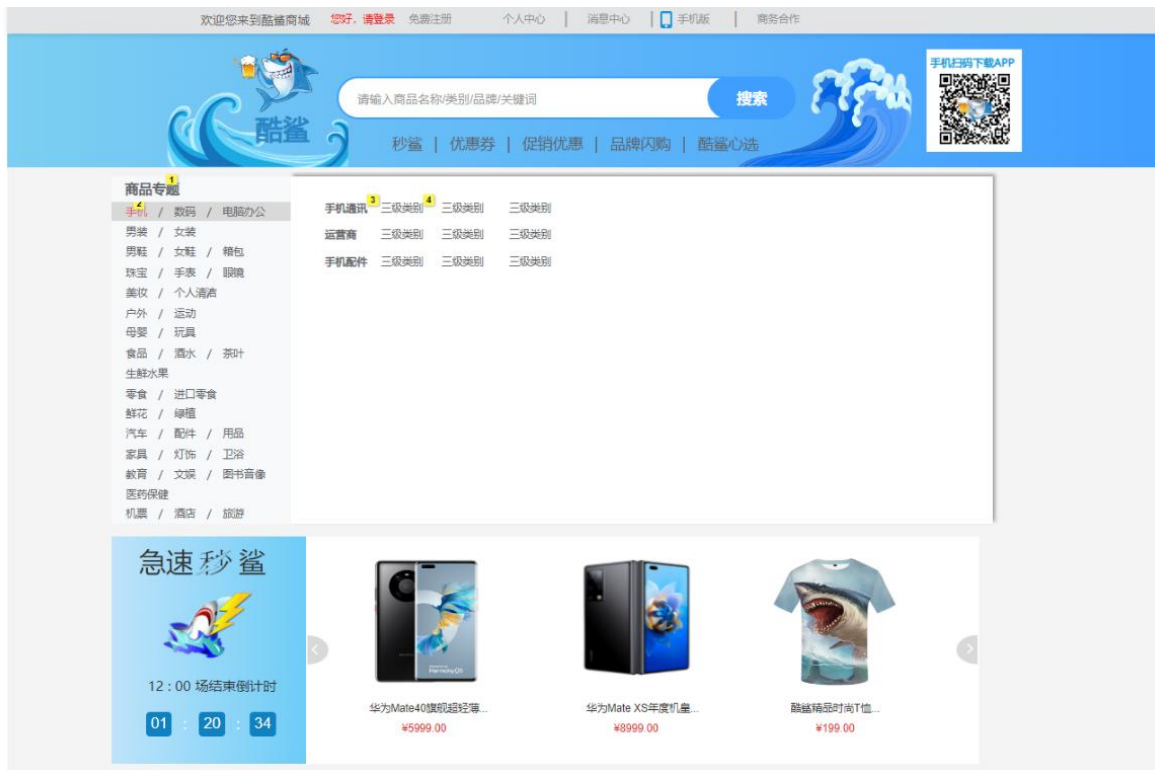 欢迎您来到酷鲨商城 您好，请登录 免费注册 个人中心 | 消息中心 | 手机版 | 商务合作
手机扫码下载APP
酷鲨
请输入商品名称/类别/品牌/关键词 搜索
秒鲨 | 优惠券 | 促销优惠 | 品牌闪购 | 酷鲨心选
商品专题 1
手机 2 / 数码 / 电脑办公
男装 / 女装
男鞋 / 女鞋 / 箱包
珠宝 / 手表 / 眼镜
美妆 / 个人清洁
户外 / 运动
母婴 / 玩具
食品 / 酒水 / 茶叶
生鲜水果
零食 / 进口零食
鲜花 / 绿植
汽车 / 配件 / 用品
家具 / 灯饰 / 卫浴
教育 / 文娱 / 图书音像
医药保健
机票 / 酒店 / 旅游
手机通讯 3 三级类别 4 三级类别 三级类别
运营商 三级类别 三级类别 三级类别
手机配件 三级类别 三级类别 三级类别
急速秒鲨
12 : 00 场结束倒计时
01 : 20 : 34
华为Mate40旗舰超轻薄...
¥5999.00
华为Mate XS年度机皇...
¥8999.00
酷鲨精品时尚T恤...
¥199.00